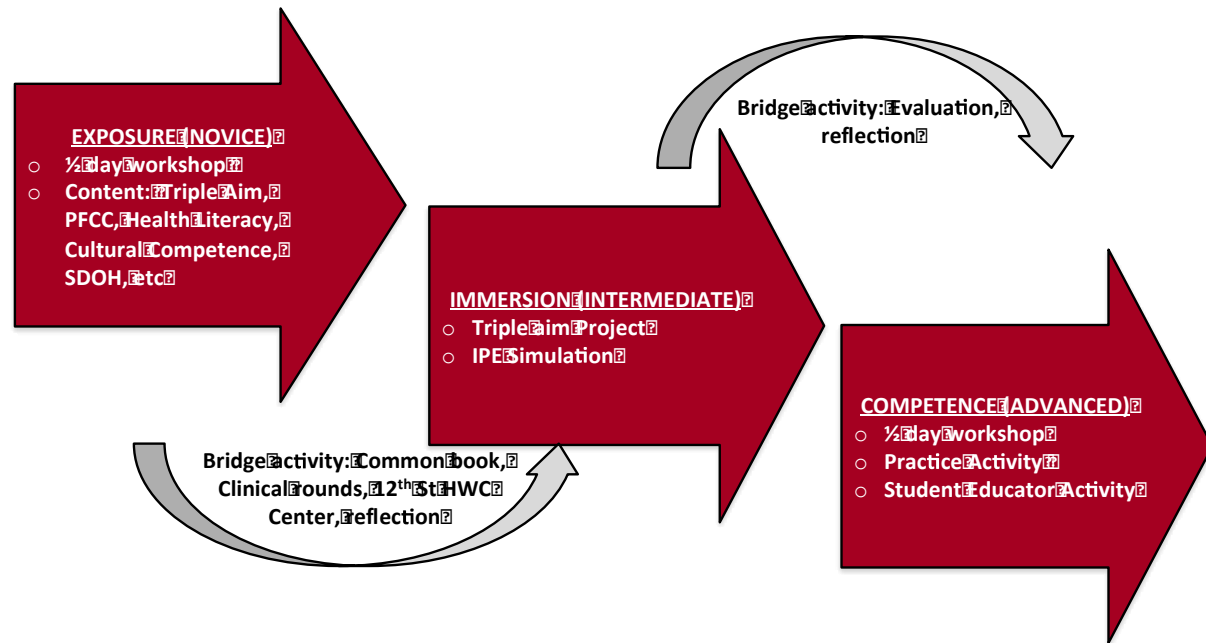 EXPOSURE (NOVICE)
○ ½ day workshop
○ Content: Triple Aim,
PFCC, Health Literacy,
Cultural Competence,
SDOH, etc
Bridge activity: Common book,
Clinical rounds, 12th St HWC
Center, reflection
IMMERSION (INTERMEDIATE)
○ Triple aim Project
○ IPE Simulation
Bridge activity: Evaluation,
reflection
COMPETENCE (ADVANCED)
○ ½ day workshop
○ Practice Activity
○ Student Educator Activity